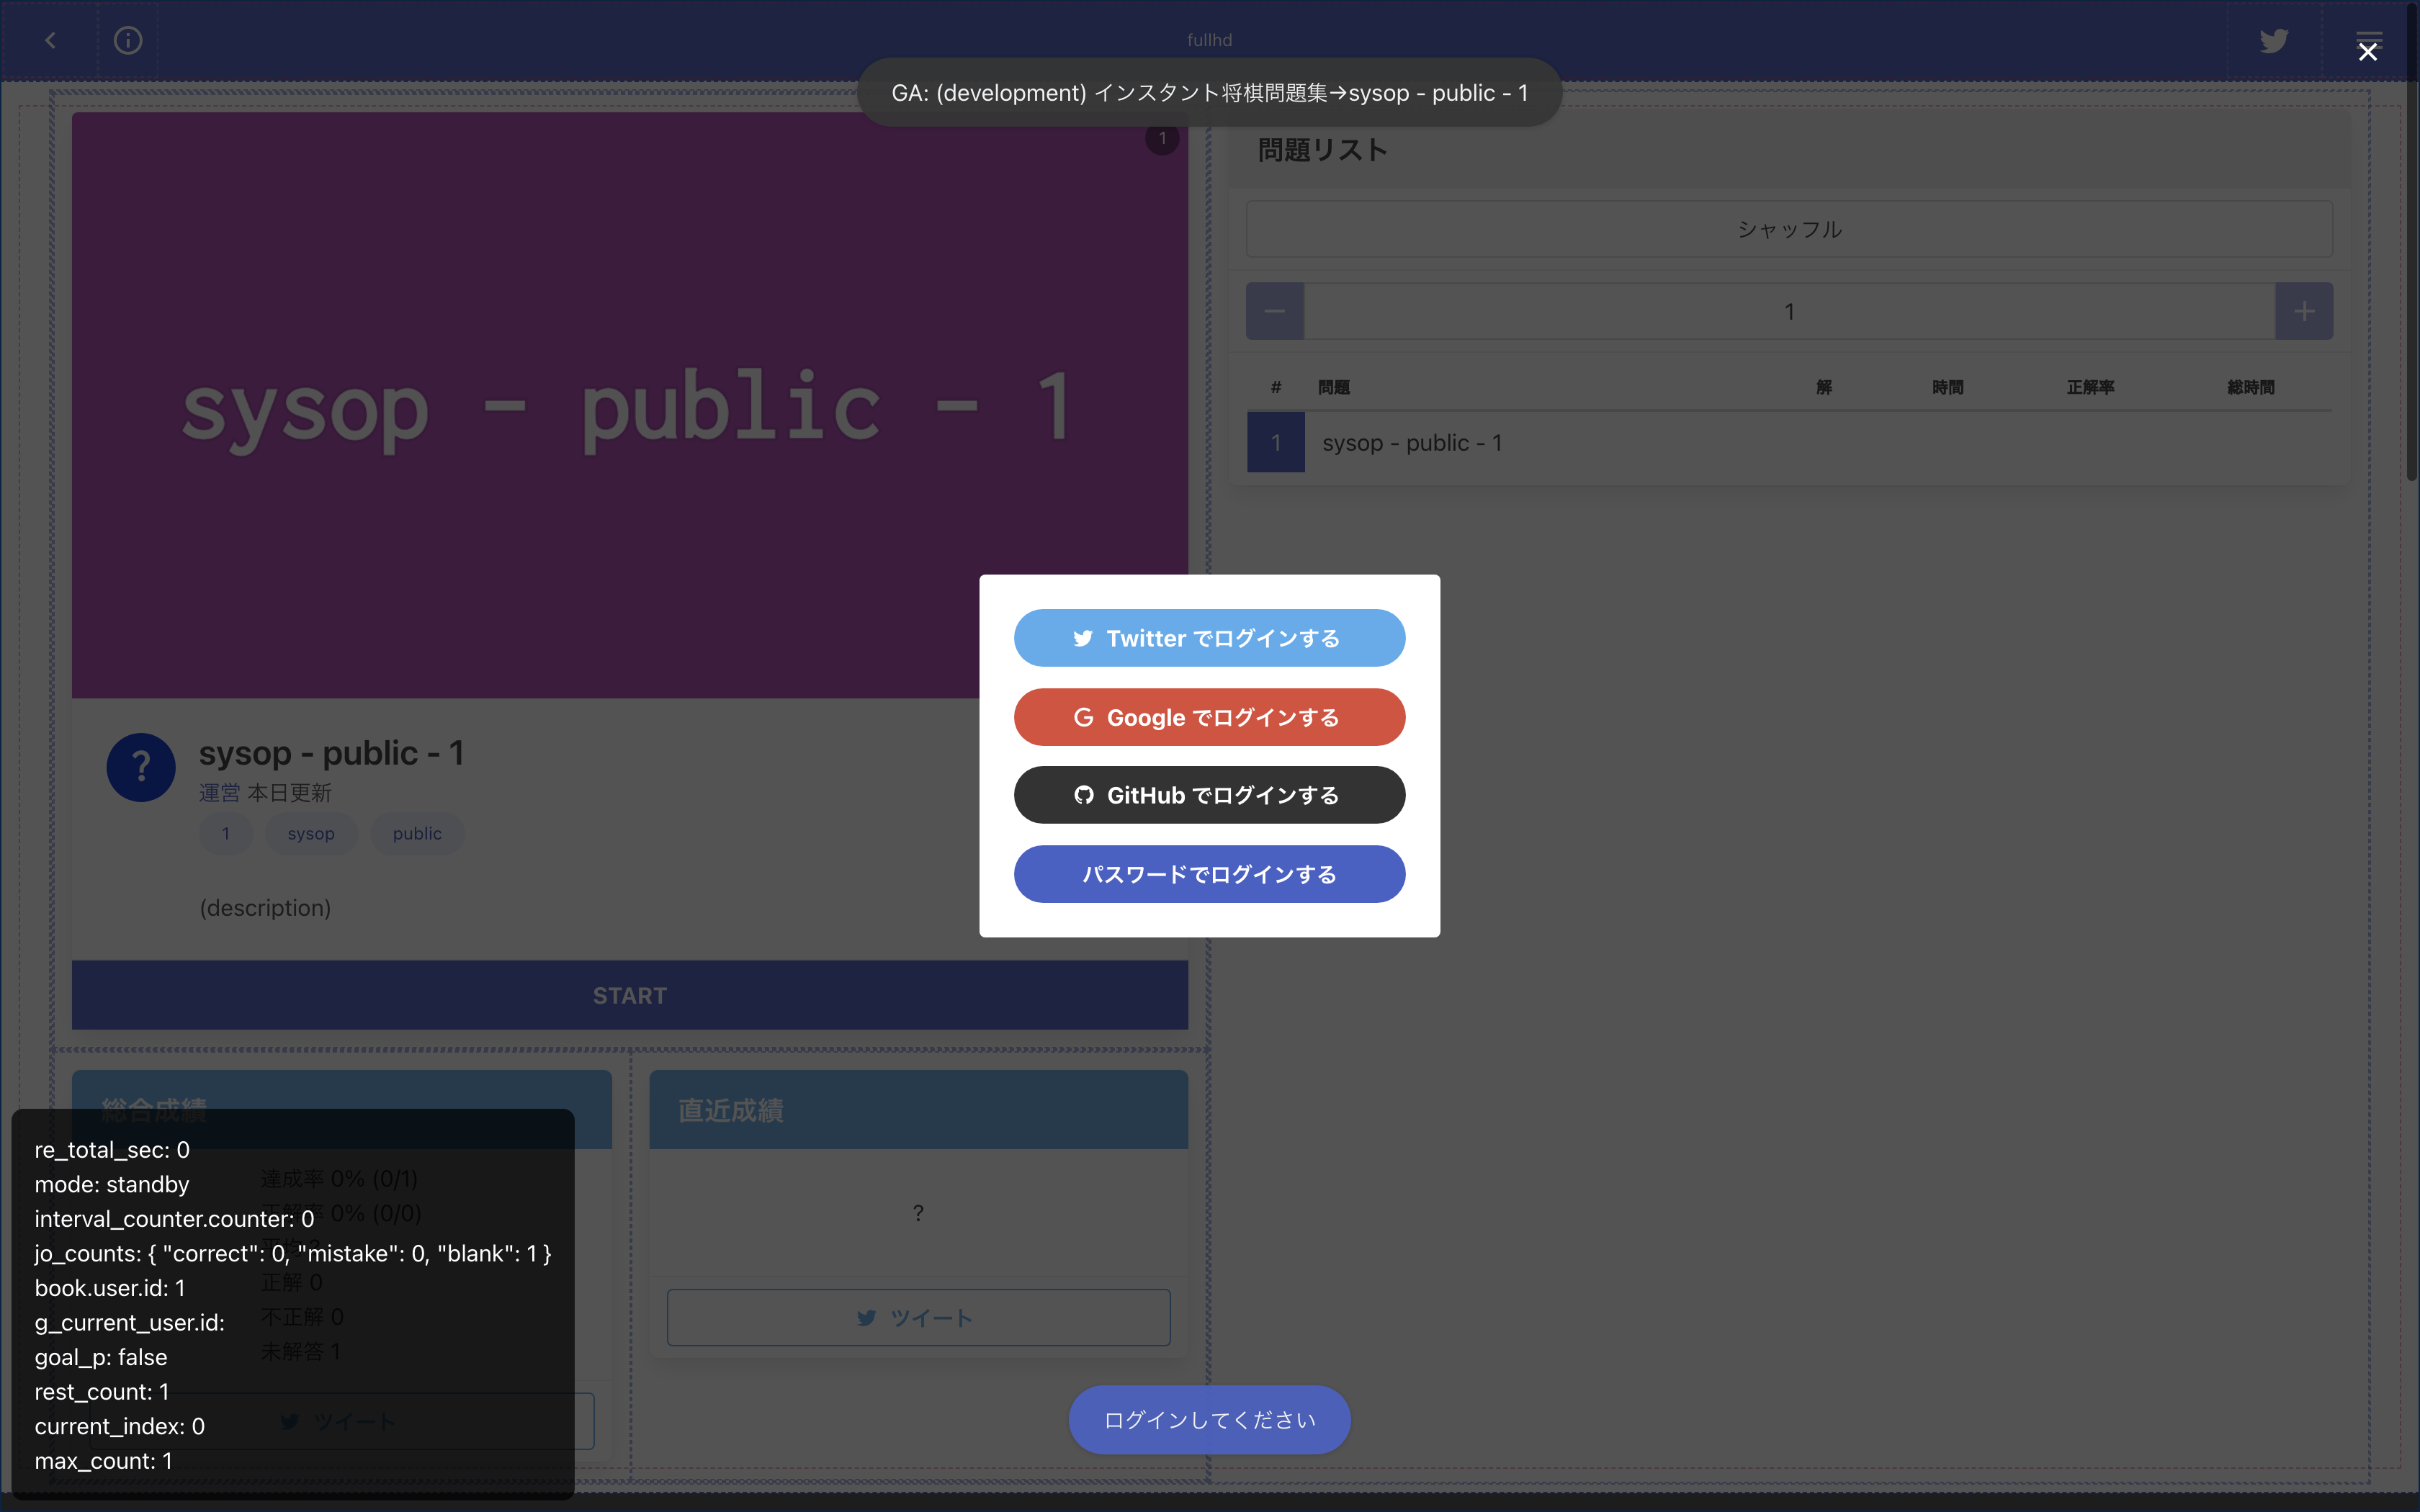 fullhd
GA: (development) インスタント将棋問題集→sysop - public - 1
1
sysop - public - 1
?
sysop - public - 1
運営 本日更新
1 sysop public
(description)
START
問題リスト
シャッフル
1
# 問題 解 時間 正解率 総時間
1 sysop - public - 1
Twitter でログインする
Google でログインする
GitHub でログインする
パスワードでログインする
総合成績
達成率 0% (0/1)
正解率 0% (0/0)
正解 0
不正解 0
未解答 1
ツイート
直近成績
?
ツイート
re_total_sec: 0
mode: standby
interval_counter.counter: 0
jo_counts: { "correct": 0, "mistake": 0, "blank": 1 }
book.user.id: 1
g_current_user.id:
goal_p: false
rest_count: 1
current_index: 0
max_count: 1
ログインしてください